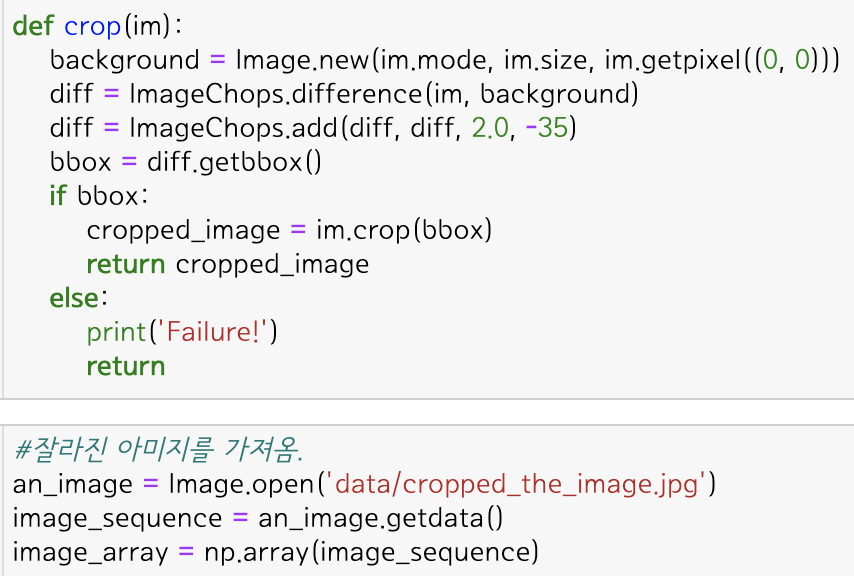 def crop(im):
    background = Image.new(im.mode, im.size, im.getpixel((0, 0)))
    diff = ImageChops.difference(im, background)
    diff = ImageChops.add(diff, diff, 2.0, -35)
    bbox = diff.getbbox()
    if bbox:
        cropped_image = im.crop(bbox)
        return cropped_image
    else:
        print('Failure!')
        return
#잘라진 아미지를 가져옴.
an_image = Image.open('data/cropped_the_image.jpg')
image_sequence = an_image.getdata()
image_array = np.array(image_sequence)